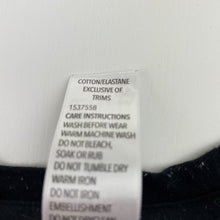 COTTON/ELASTANE
EXCLUSIVE OF
TRIMS
1537558
CARE INSTRUCTIONS
WASH BEFORE WEAR
WARM MACHINE WASH
DO NOT BLEACH,
SOAK OR RUB
DO NOT TUMBLE DRY
WARM IRON
DO NOT IRON
EMBELLISHMENT